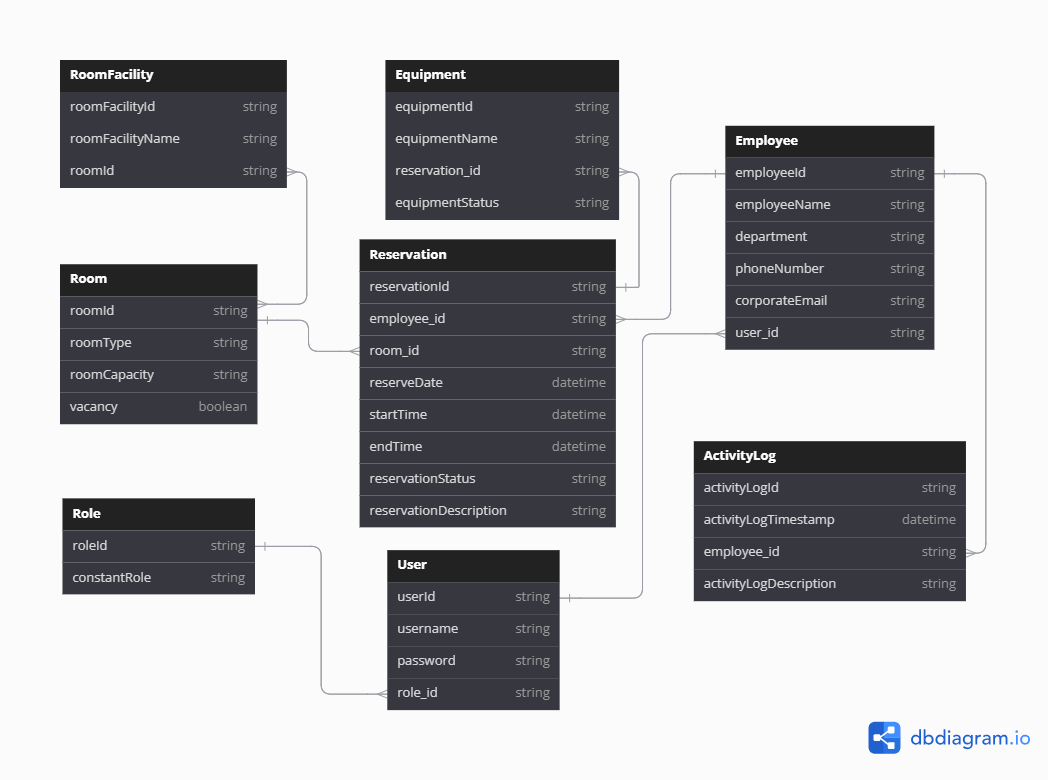 RoomFacility
roomFacilityId string
roomFacilityName string
roomId string
Equipment
equipmentId string
equipmentName string
reservation_id string
equipmentStatus string
Employee
employeeId string
employeeName string
department string
phoneNumber string
corporateEmail string
user_id string
Room
roomId string
roomType string
roomCapacity string
vacancy boolean
Reservation
reservationId string
employee_id string
room_id string
reserveDate datetime
startTime datetime
endTime datetime
reservationStatus string
reservationDescription string
ActivityLog
activityLogId string
activityLogTimestamp datetime
employee_id string
activityLogDescription string
Role
roleId string
constantRole string
User
userId string
username string
password string
role_id string
dbdiagram.io